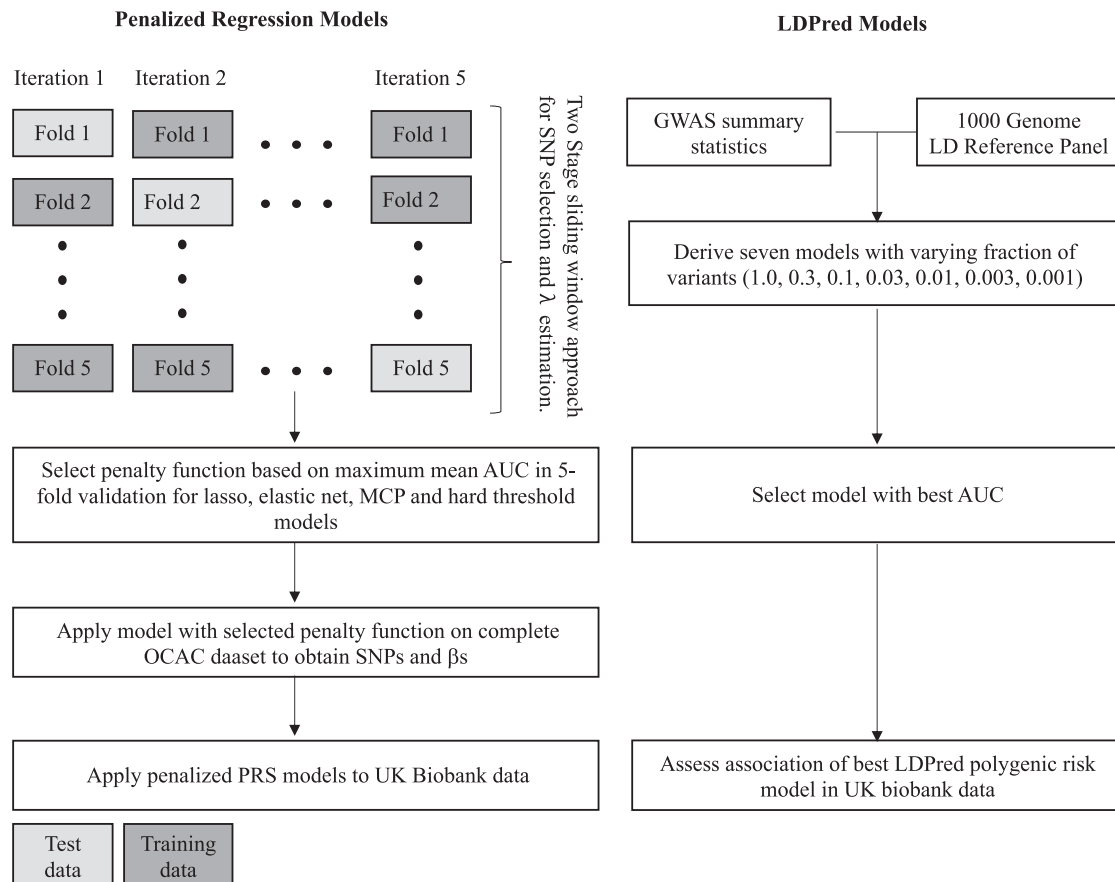 Penalized Regression Models
Iteration 1
Iteration 2
Iteration 5
Fold 1
Fold 1
Fold 1
Fold 2
Fold 2
Fold 2
Fold 5
Fold 5
Fold 5
Two Stage sliding window approach
for SNP selection and λ estimation.
Select penalty function based on maximum mean AUC in 5-
fold validation for lasso, elastic net, MCP and hard threshold
models
Apply model with selected penalty function on complete
OCAC daaset to obtain SNPs and βs
Apply penalized PRS models to UK Biobank data
Test
data
Training
data
LDPred Models
GWAS summary
statistics
1000 Genome
LD Reference Panel
Derive seven models with varying fraction of
variants (1.0, 0.3, 0.1, 0.03, 0.01, 0.003, 0.001)
Select model with best AUC
Assess association of best LDPred polygenic risk
model in UK biobank data